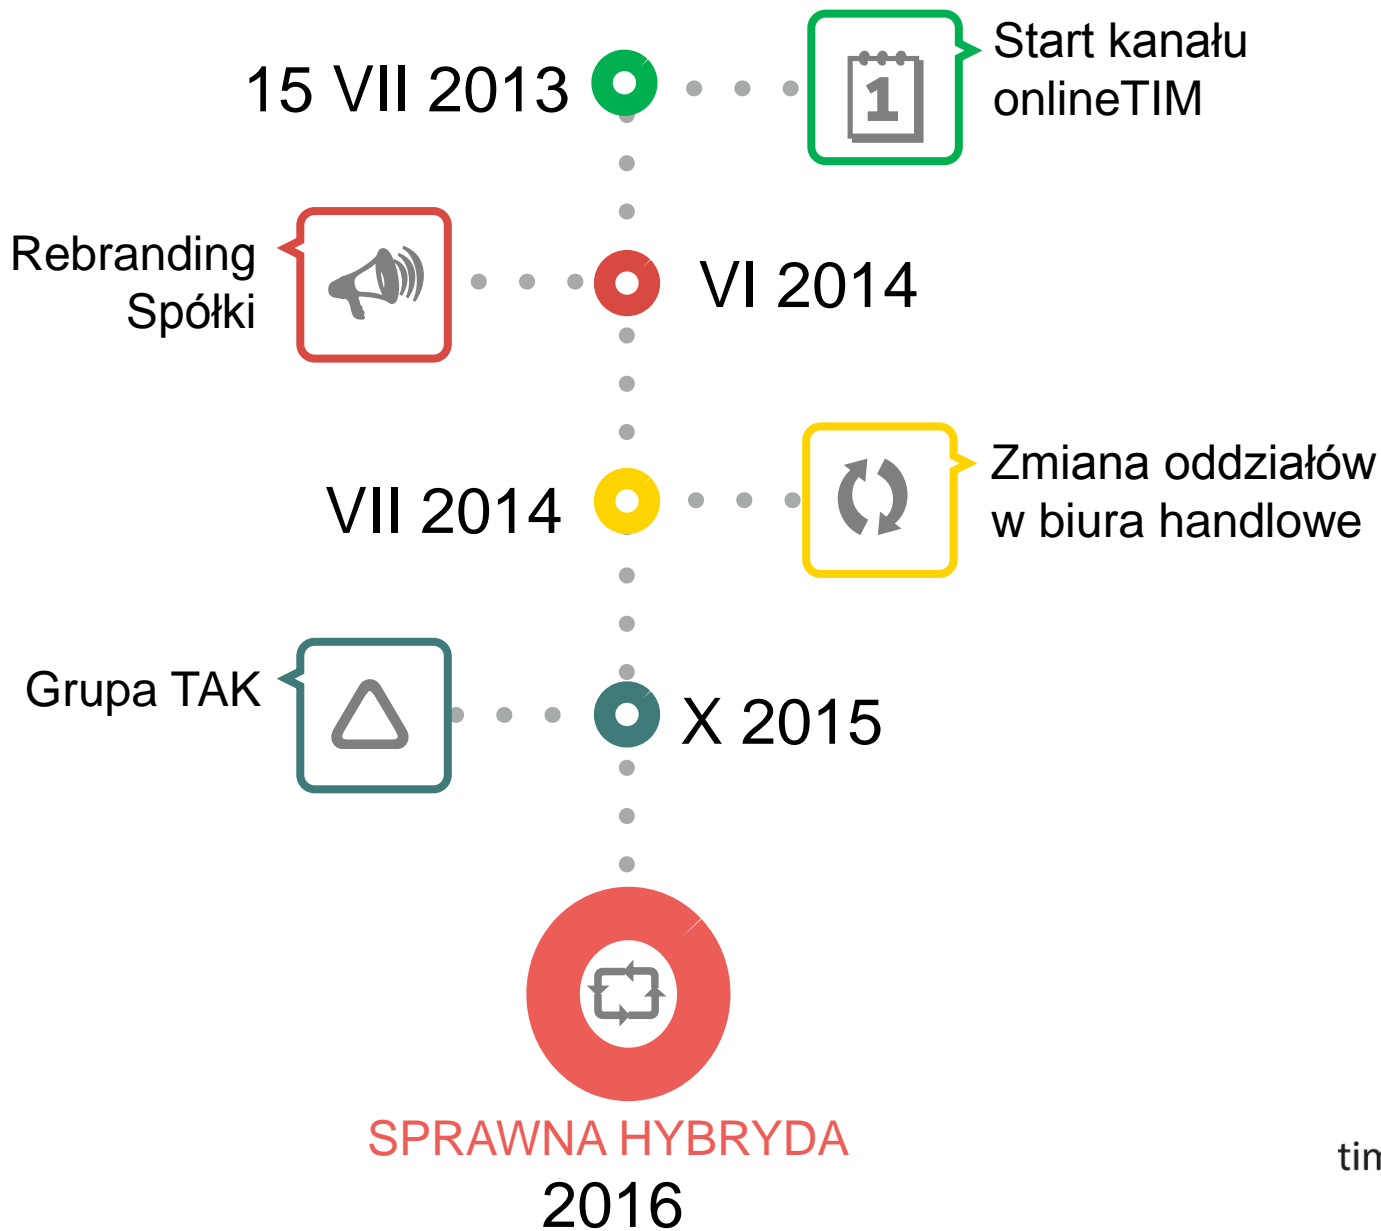 15 VII 2013
Start kanału
onlineTIM
1
Rebranding
Spółki
VI 2014
VII 2014
Zmiana oddziałów
w biura handlowe
Grupa TAK
X 2015
SPRAWNA HYBRYDA
2016